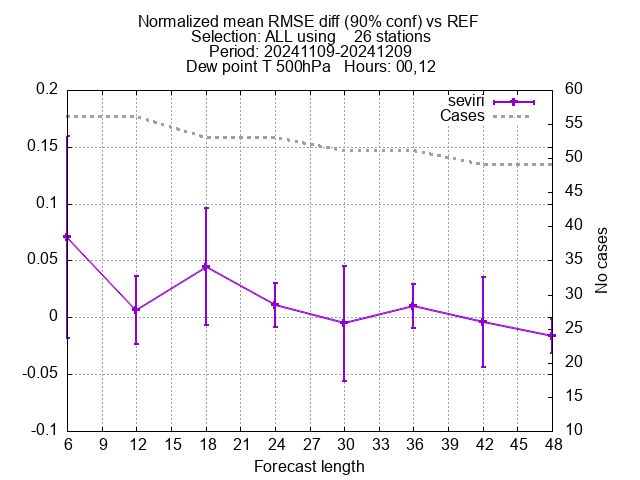 Normalized mean RMSE diff (90% conf) vs REF
Selection: ALL using    26 stations
Period: 20241109-20241209
Dew point T 500hPa   Hours: 00,12
seviri
Cases
0.2
0.15
0.1
0.05
0
-0.05
-0.1
60
55
50
45
40
35
30
25
20
15
10
No cases
6 9 12 15 18 21 24 27 30 33 36 39 42 45 48
Forecast length